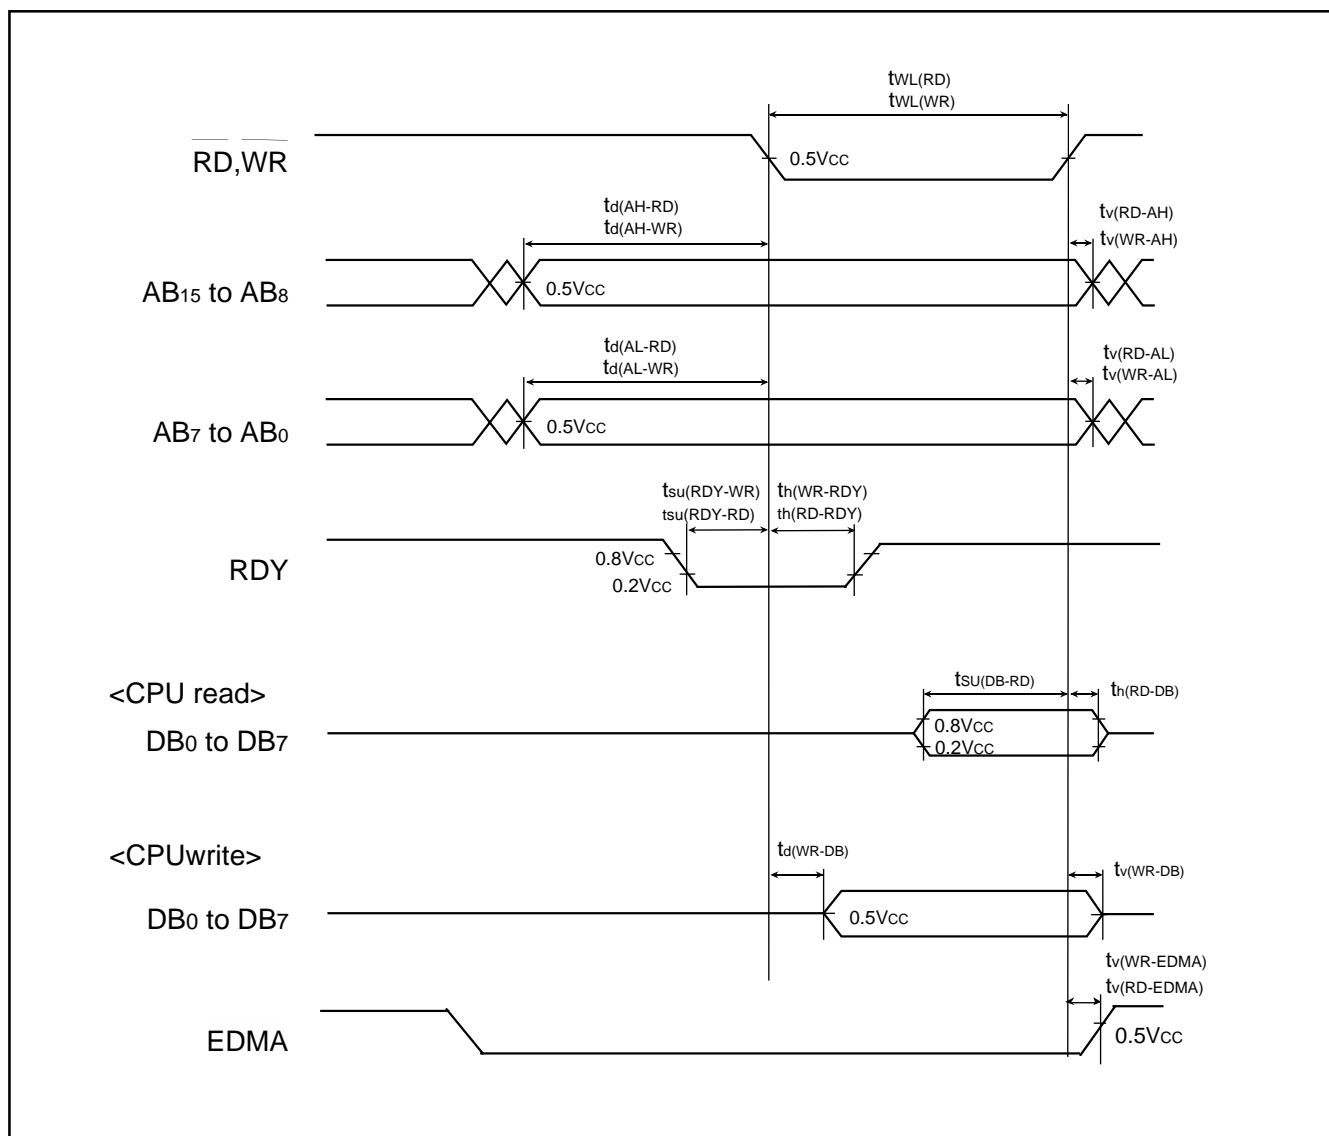 tWL(RD)
tWL(WR)
RD,WR
0.5VCC
td(AH-RD)
td(AH-WR)
tv(RD-AH)
tv(WR-AH)
AB15 to AB8
0.5VCC
td(AL-RD)
td(AL-WR)
tv(RD-AL)
tv(WR-AL)
AB7 to AB0
0.5VCC
tsu(RDY-WR)
th(WR-RDY)
tsu(RDY-RD)
th(RD-RDY)
RDY
0.8VCC
0.2VCC
<CPU read>
tSU(DB-RD)
th(RD-DB)
DB0 to DB7
0.8VCC
0.2VCC
<CPUwrite>
td(WR-DB)
tv(WR-DB)
DB0 to DB7
0.5VCC
tv(WR-EDMA)
tv(RD-EDMA)
EDMA
0.5VCC